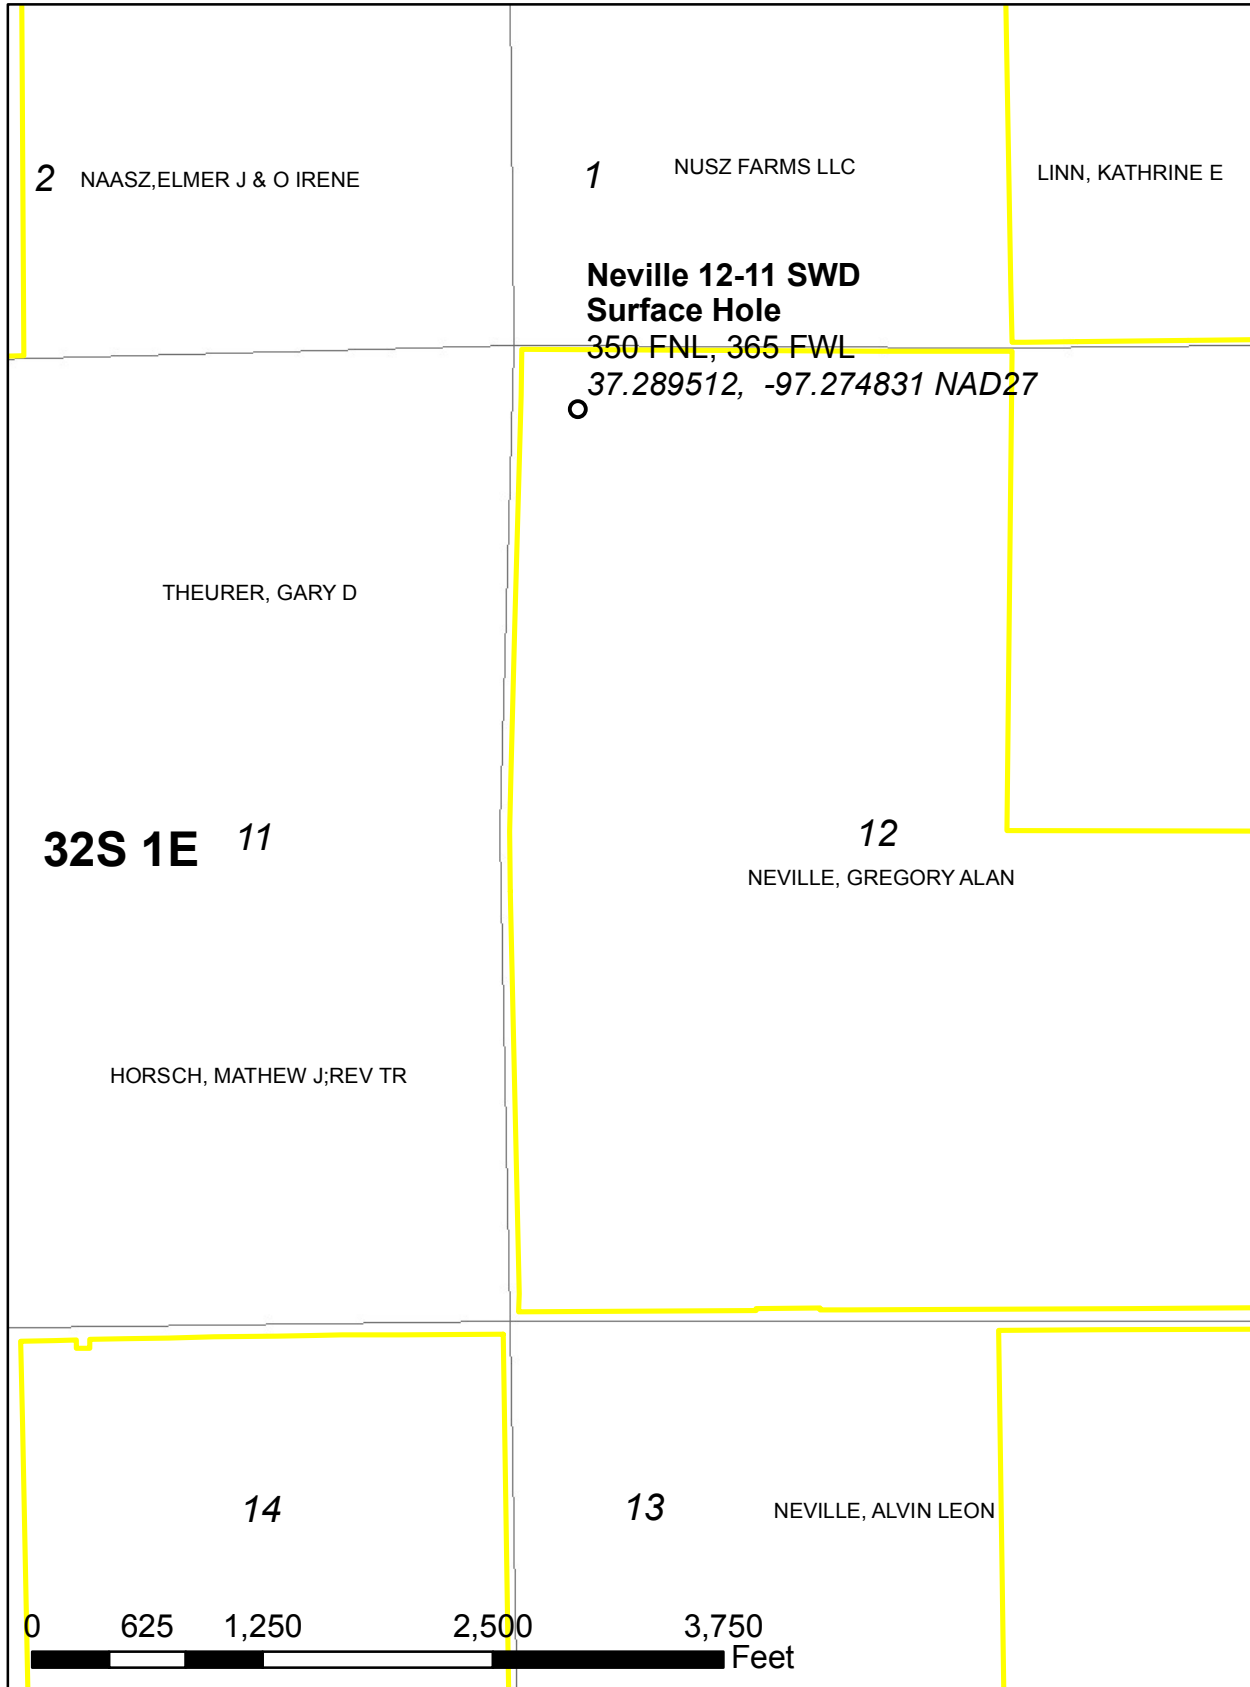 2 NAASZ,ELMER J & O IRENE
1 NUSZ FARMS LLC
LINN, KATHRINE E
Neville 12-11 SWD
Surface Hole
350 FNL, 365 FWL
37.289512, -97.274831 NAD27
THEURER, GARY D
32S 1E 11
12
NEVILLE, GREGORY ALAN
HORSCH, MATHEW J;REV TR
14
13 NEVILLE, ALVIN LEON
0 625 1,250 2,500 3,750
Feet